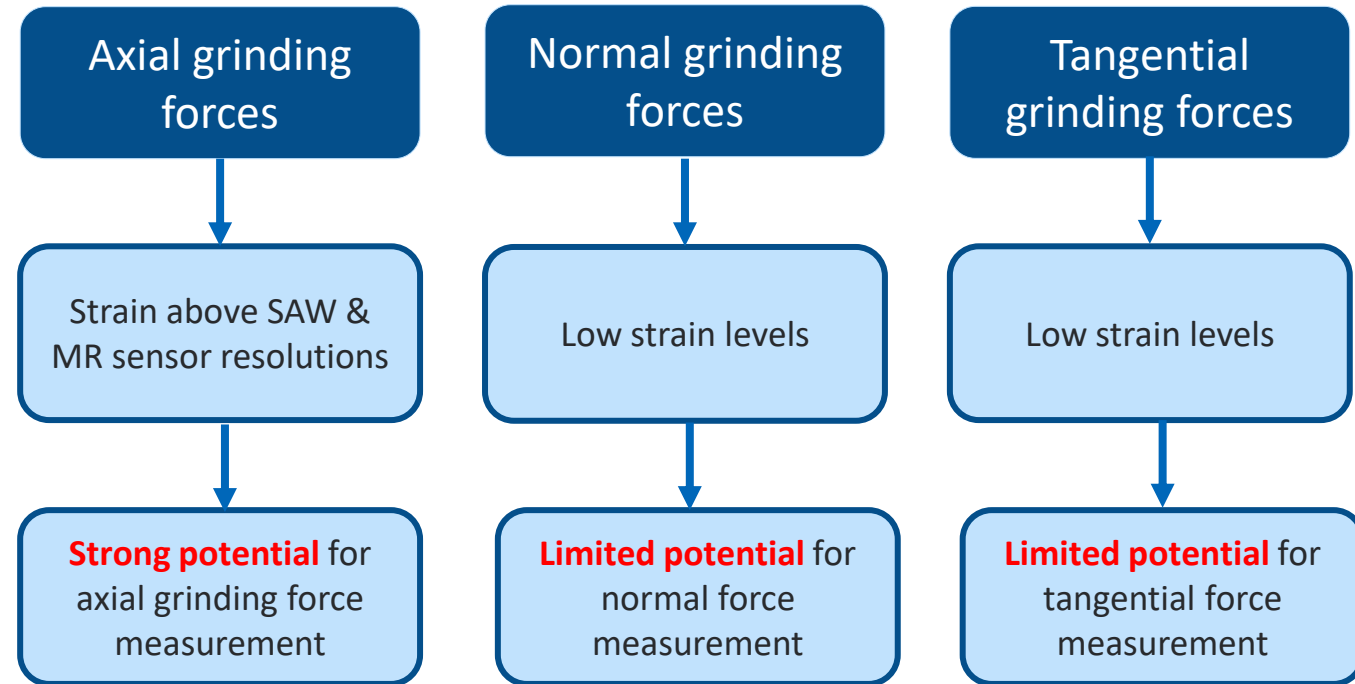 Axial grinding
forces
Normal grinding
forces
Tangential
grinding forces
Strain above SAW &
MR sensor resolutions
Low strain levels
Low strain levels
Strong potential for
axial grinding force
measurement
Limited potential for
normal force
measurement
Limited potential for
tangential force
measurement